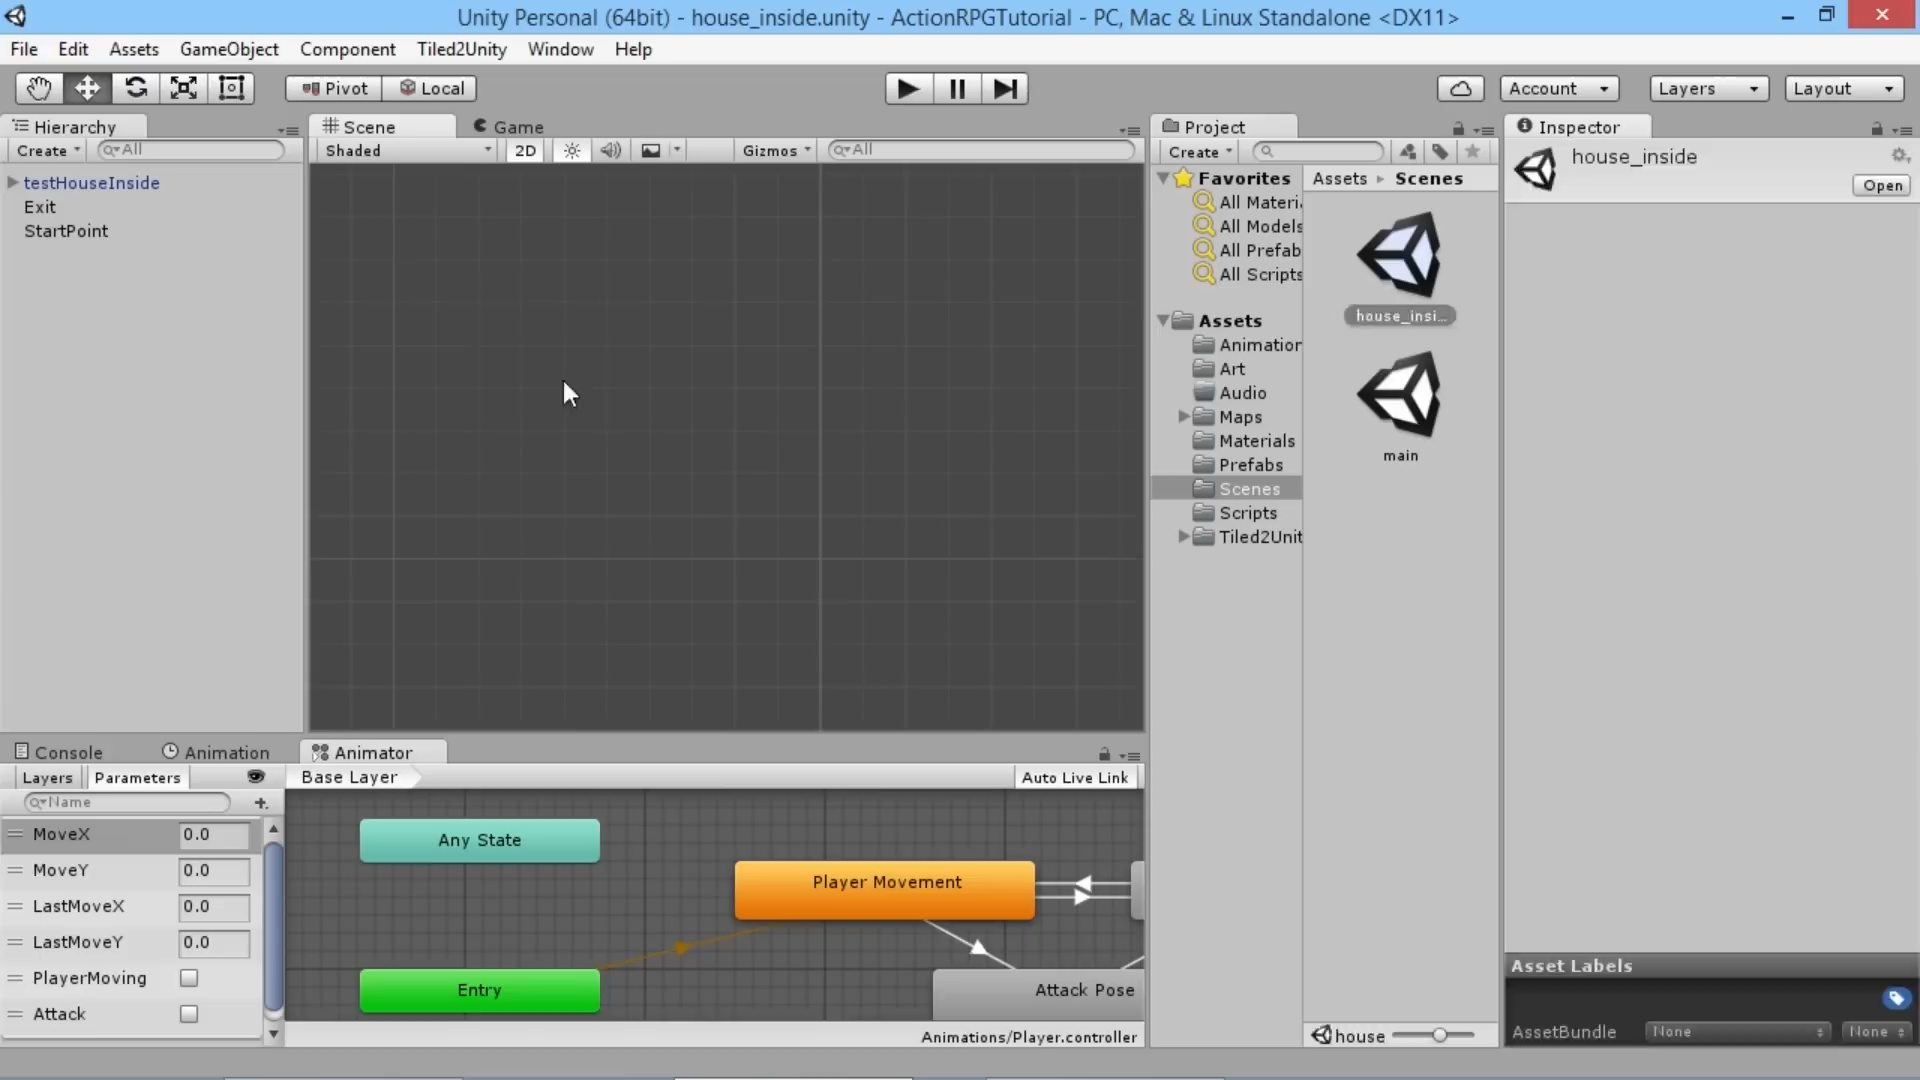 Unity Personal (64bit) - house_inside.unity - ActionRPGTutorial - PC, Mac & Linux Standalone <DX11>
File Edit Assets GameObject Component Tiled2Unity Window Help
Pivot Local Account Layers Layout
Hierarchy
Create All
testHouseInside
Exit
StartPoint
Scene Game
Shaded 2D Gizmos All
Project
Create
Favorites
All Materi
All Models
All Prefab
All Scripts
Assets
Animation
Art
Audio
Maps
Materials
Prefabs
Scenes
Scripts
Tiled2Unit
Assets Scenes
house_insi...
main
house
Inspector
house_inside
Open
Asset Labels
AssetBundle None None
Console Animation Animator
Layers Parameters
Name
MoveX 0.0
MoveY 0.0
LastMoveX 0.0
LastMoveY 0.0
PlayerMoving
Attack
Base Layer Auto Live Link
Any State
Player Movement
Entry
Attack Pose
Animations/Player.controller